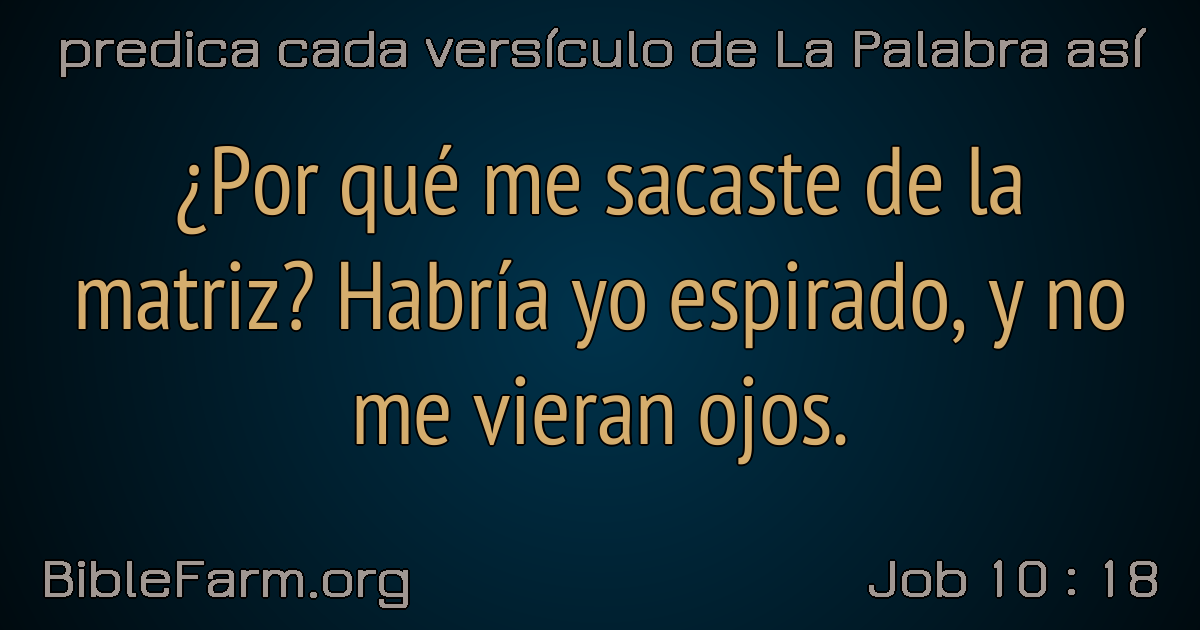 predica cada versículo de La Palabra así
¿Por qué me sacaste de la
matriz? Habría yo espirado, y no
me vieran ojos.
BibleFarm.org
Job 10 : 18